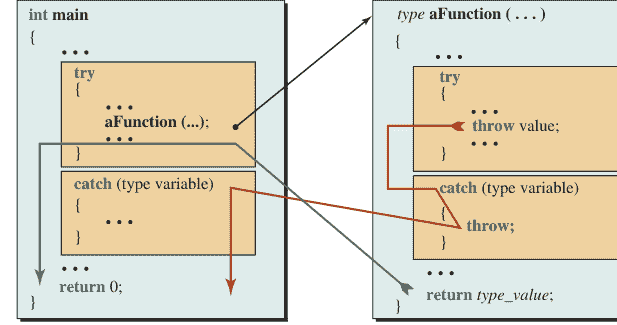 int main
{
...
try
{
...
aFunction (...);
...
}
catch (type variable)
{
...
}
...
return 0;
}
type aFunction ( . . . )
{
...
try
{
...
throw value;
...
}
catch (type variable)
{
throw;
}
...
return type_value;
}